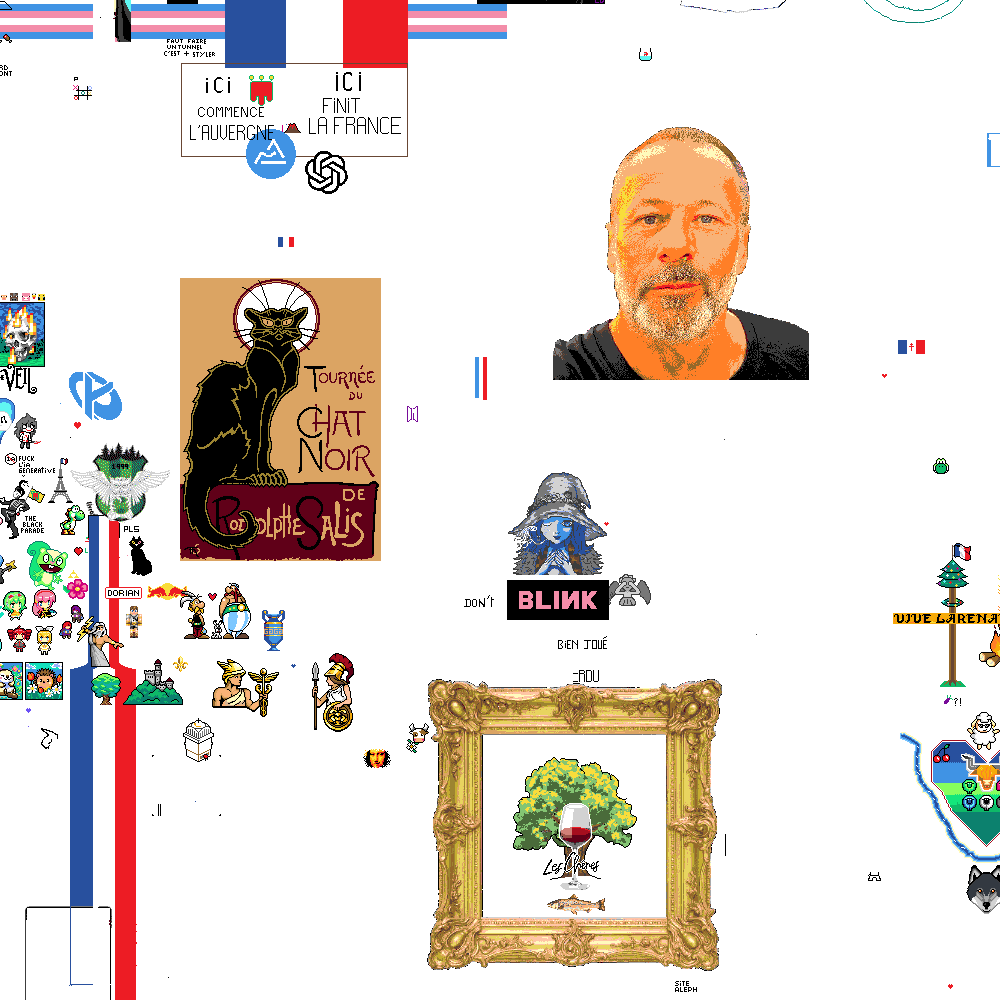 FAUT FAIRE
UN TUNNEL
C'EST + STYLER
iCi
COMMENCE
L'AUVERGNE
iCi
FiNiT
LA FRANCE
TOURNÉE
DU
CHAT
NOIR
DE
RODOLPHE SALIS
VEIL
FUCK
L'iA
GENERATIVE
1999
THE
BLACK
PARADE
PLS
DORIAN
DON'T
BLINK
BiEN JOUÉ
RDU
Les Chênes
VIVE LARENA
?!
SiTE
ALEPH